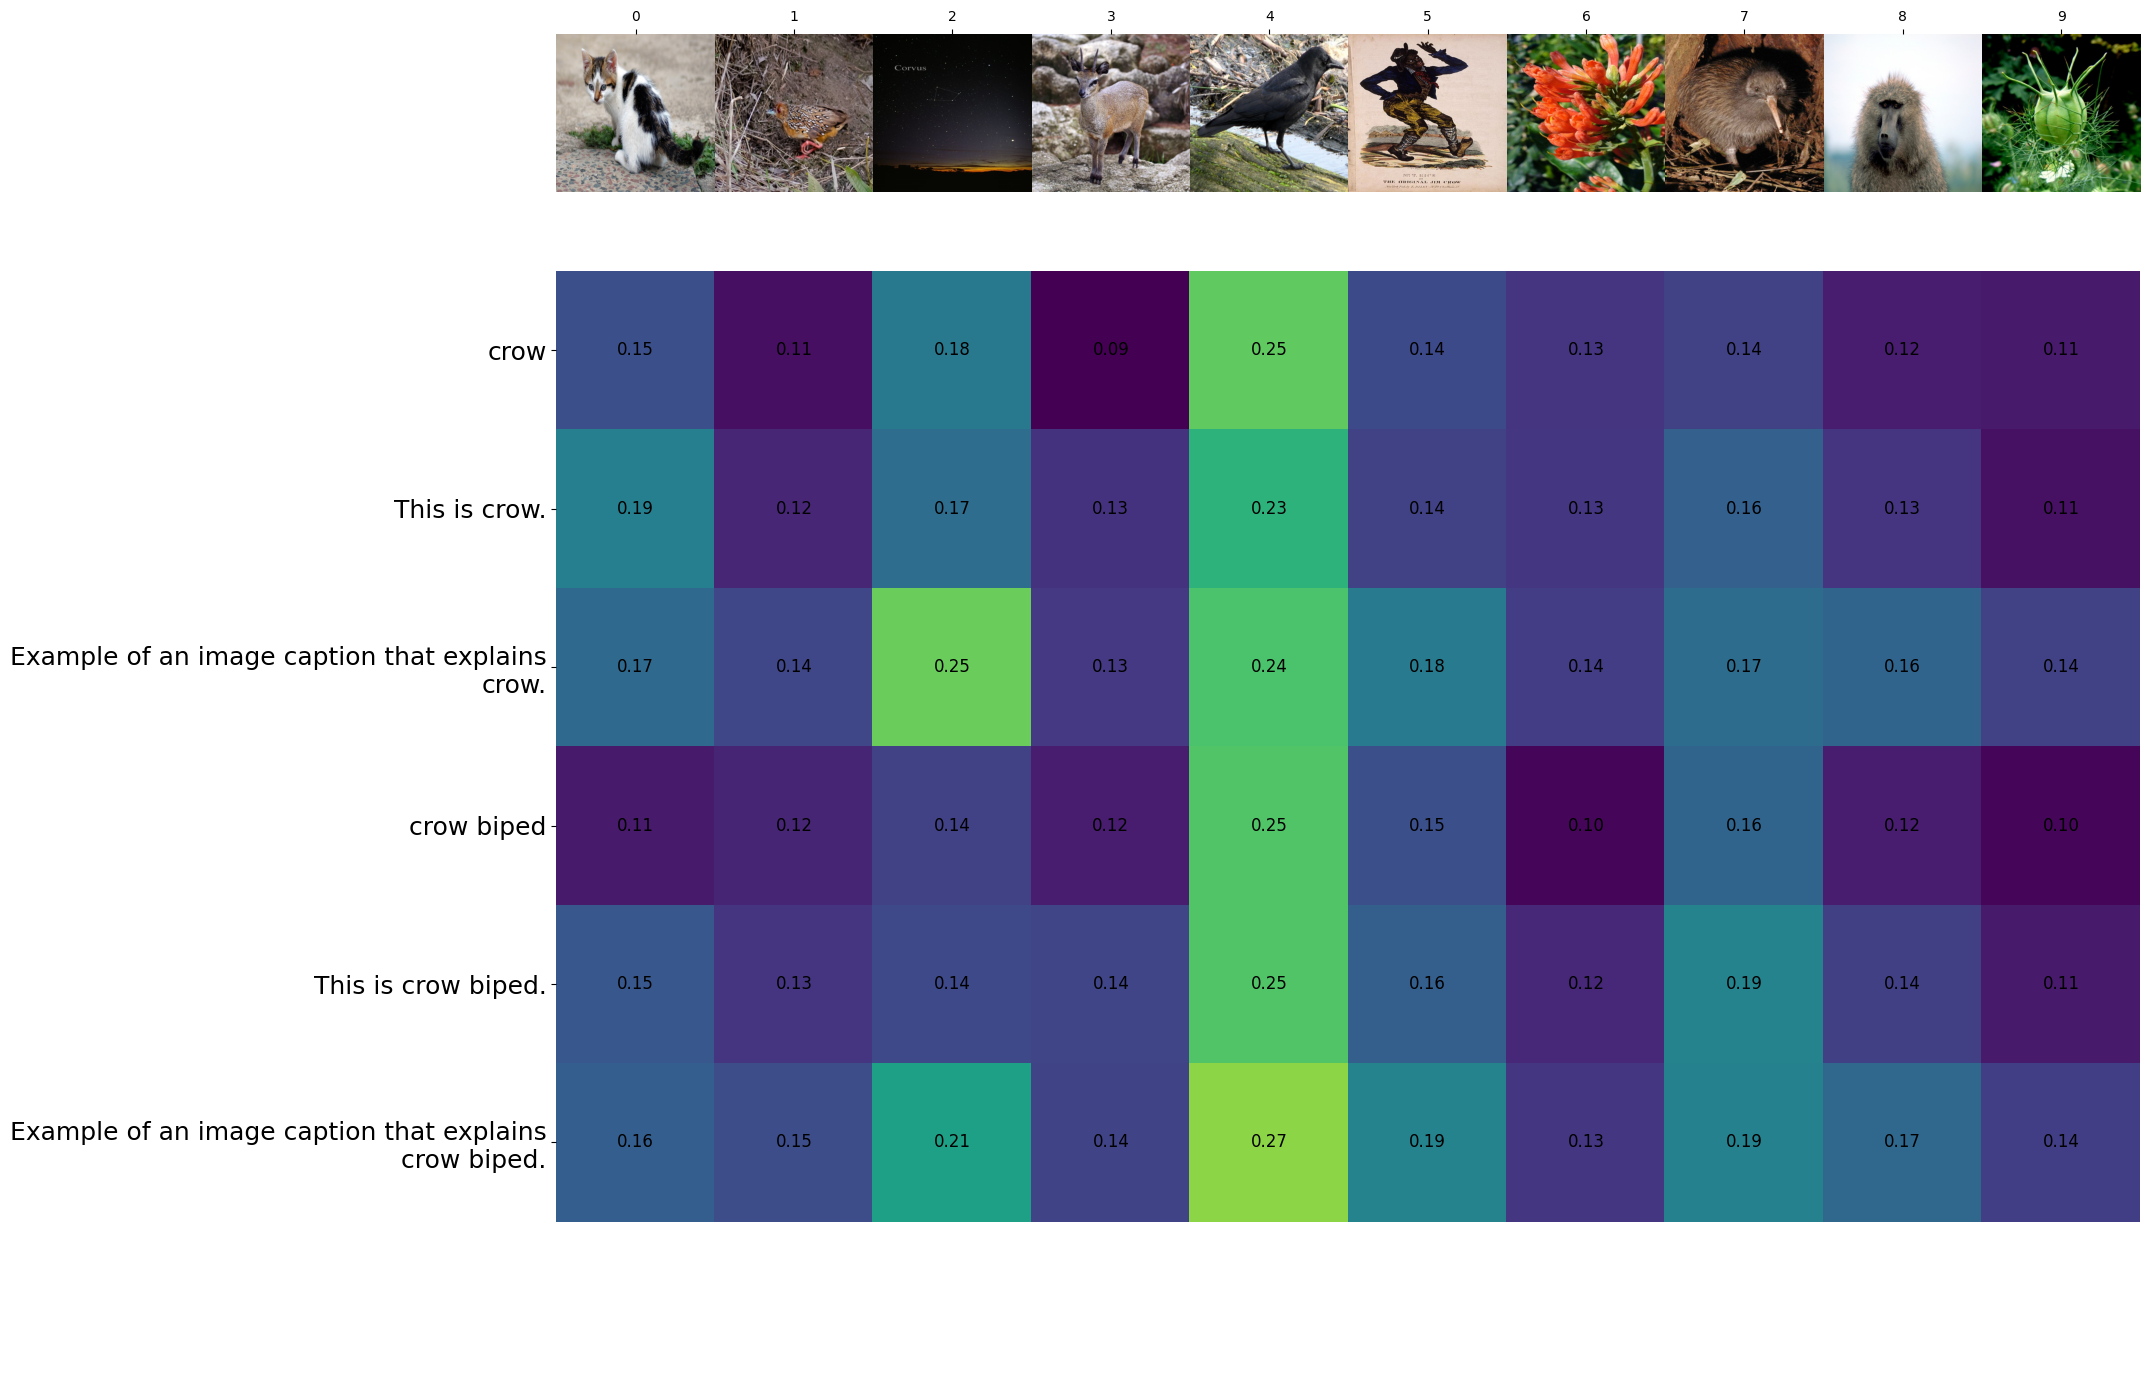 0 1 2 3 4 5 6 7 8 9
Corvus
THE ORIGINAL JIM CROW
crow 0.15 0.11 0.18 0.09 0.25 0.14 0.13 0.14 0.12 0.11
This is crow. 0.19 0.12 0.17 0.13 0.23 0.14 0.13 0.16 0.13 0.11
Example of an image caption that explains
crow. 0.17 0.14 0.25 0.13 0.24 0.18 0.14 0.17 0.16 0.14
crow biped 0.11 0.12 0.14 0.12 0.25 0.15 0.10 0.16 0.12 0.10
This is crow biped. 0.15 0.13 0.14 0.14 0.25 0.16 0.12 0.19 0.14 0.11
Example of an image caption that explains
crow biped. 0.16 0.15 0.21 0.14 0.27 0.19 0.13 0.19 0.17 0.14